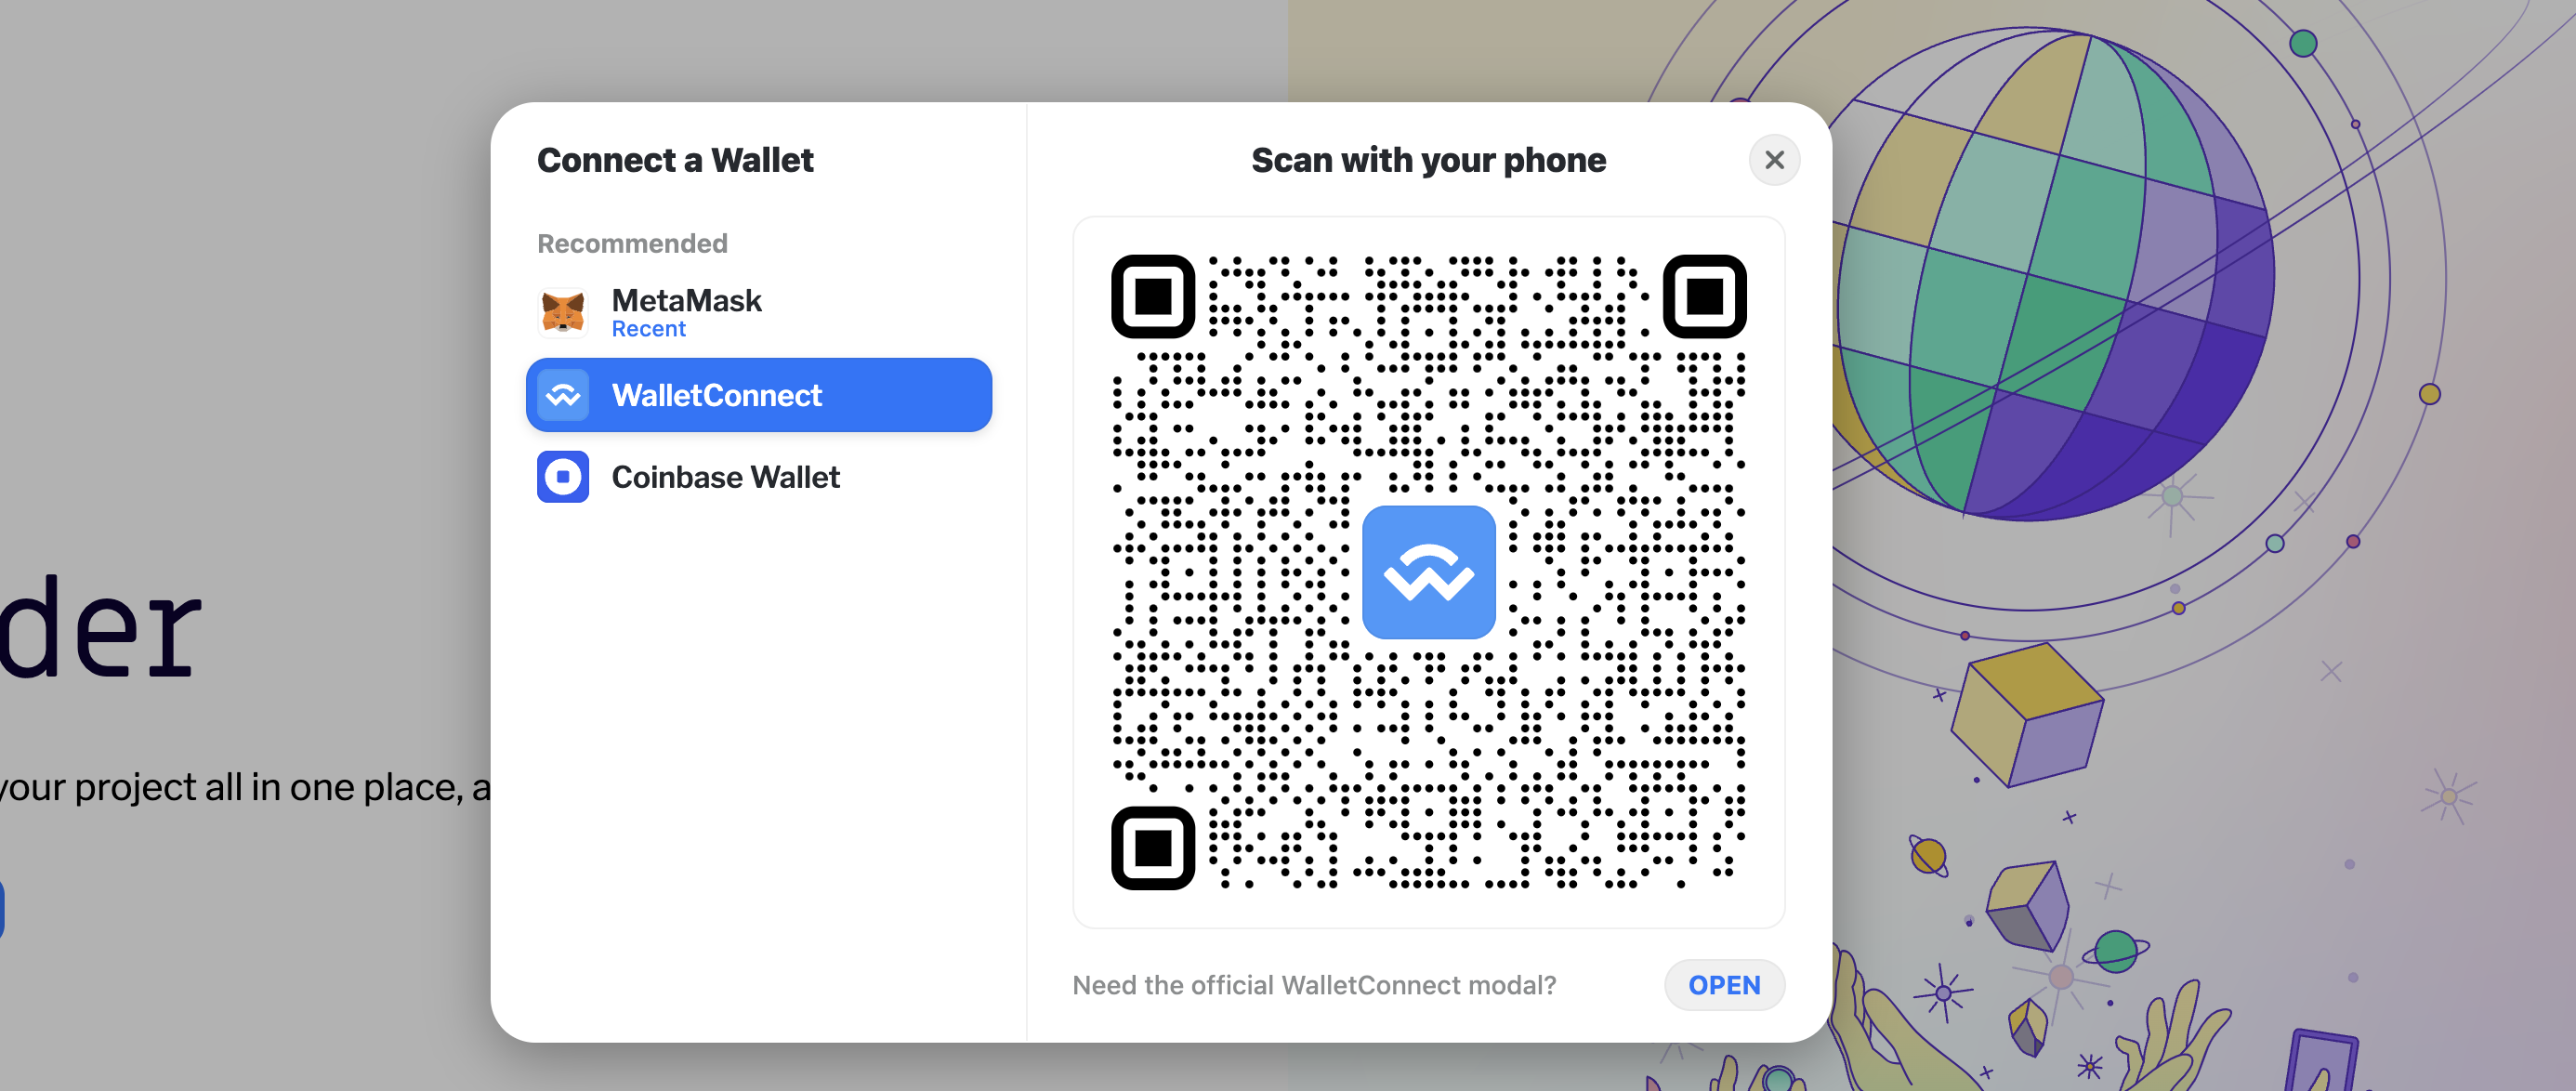 Connect a Wallet
Recommended
MetaMask
Recent
WalletConnect
Coinbase Wallet
Scan with your phone
Need the official WalletConnect modal?
OPEN
der
your project all in one place, a